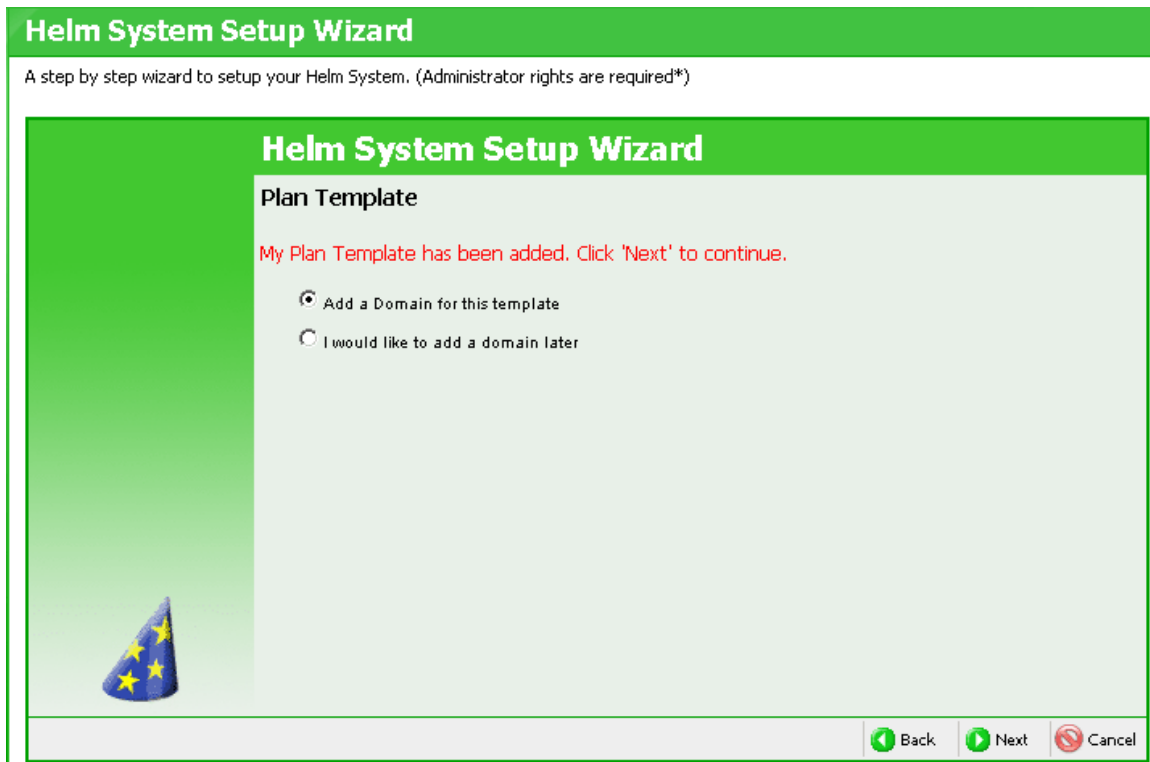 Helm System Setup Wizard
A step by step wizard to setup your Helm System. (Administrator rights are required*)
Helm System Setup Wizard
Plan Template
My Plan Template has been added. Click 'Next' to continue.
Add a Domain for this template
I would like to add a domain later
Back Next Cancel